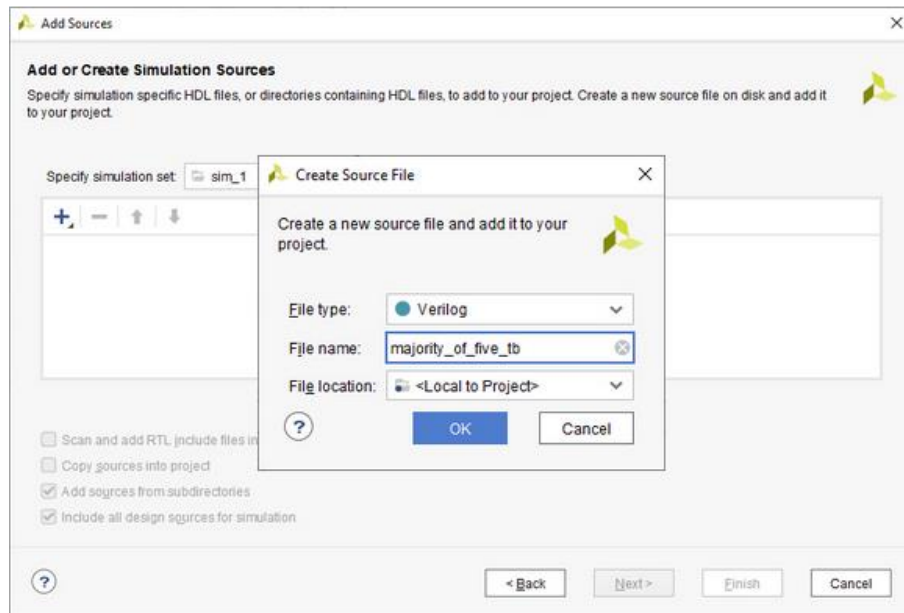 Add Sources
Add or Create Simulation Sources
Specify simulation specific HDL files, or directories containing HDL files, to add to your project. Create a new source file on disk and add it
to your project.
Specify simulation set: sim_1
Create Source File
Create a new source file and add it to your
project.
File type: Verilog
File name: majority_of_five_tb
File location: <Local to Project>
? OK Cancel
Scan and add RTL include files in
Copy sources into project
Add sources from subdirectories
Include all design sources for simulation
? < Back Next > Finish Cancel